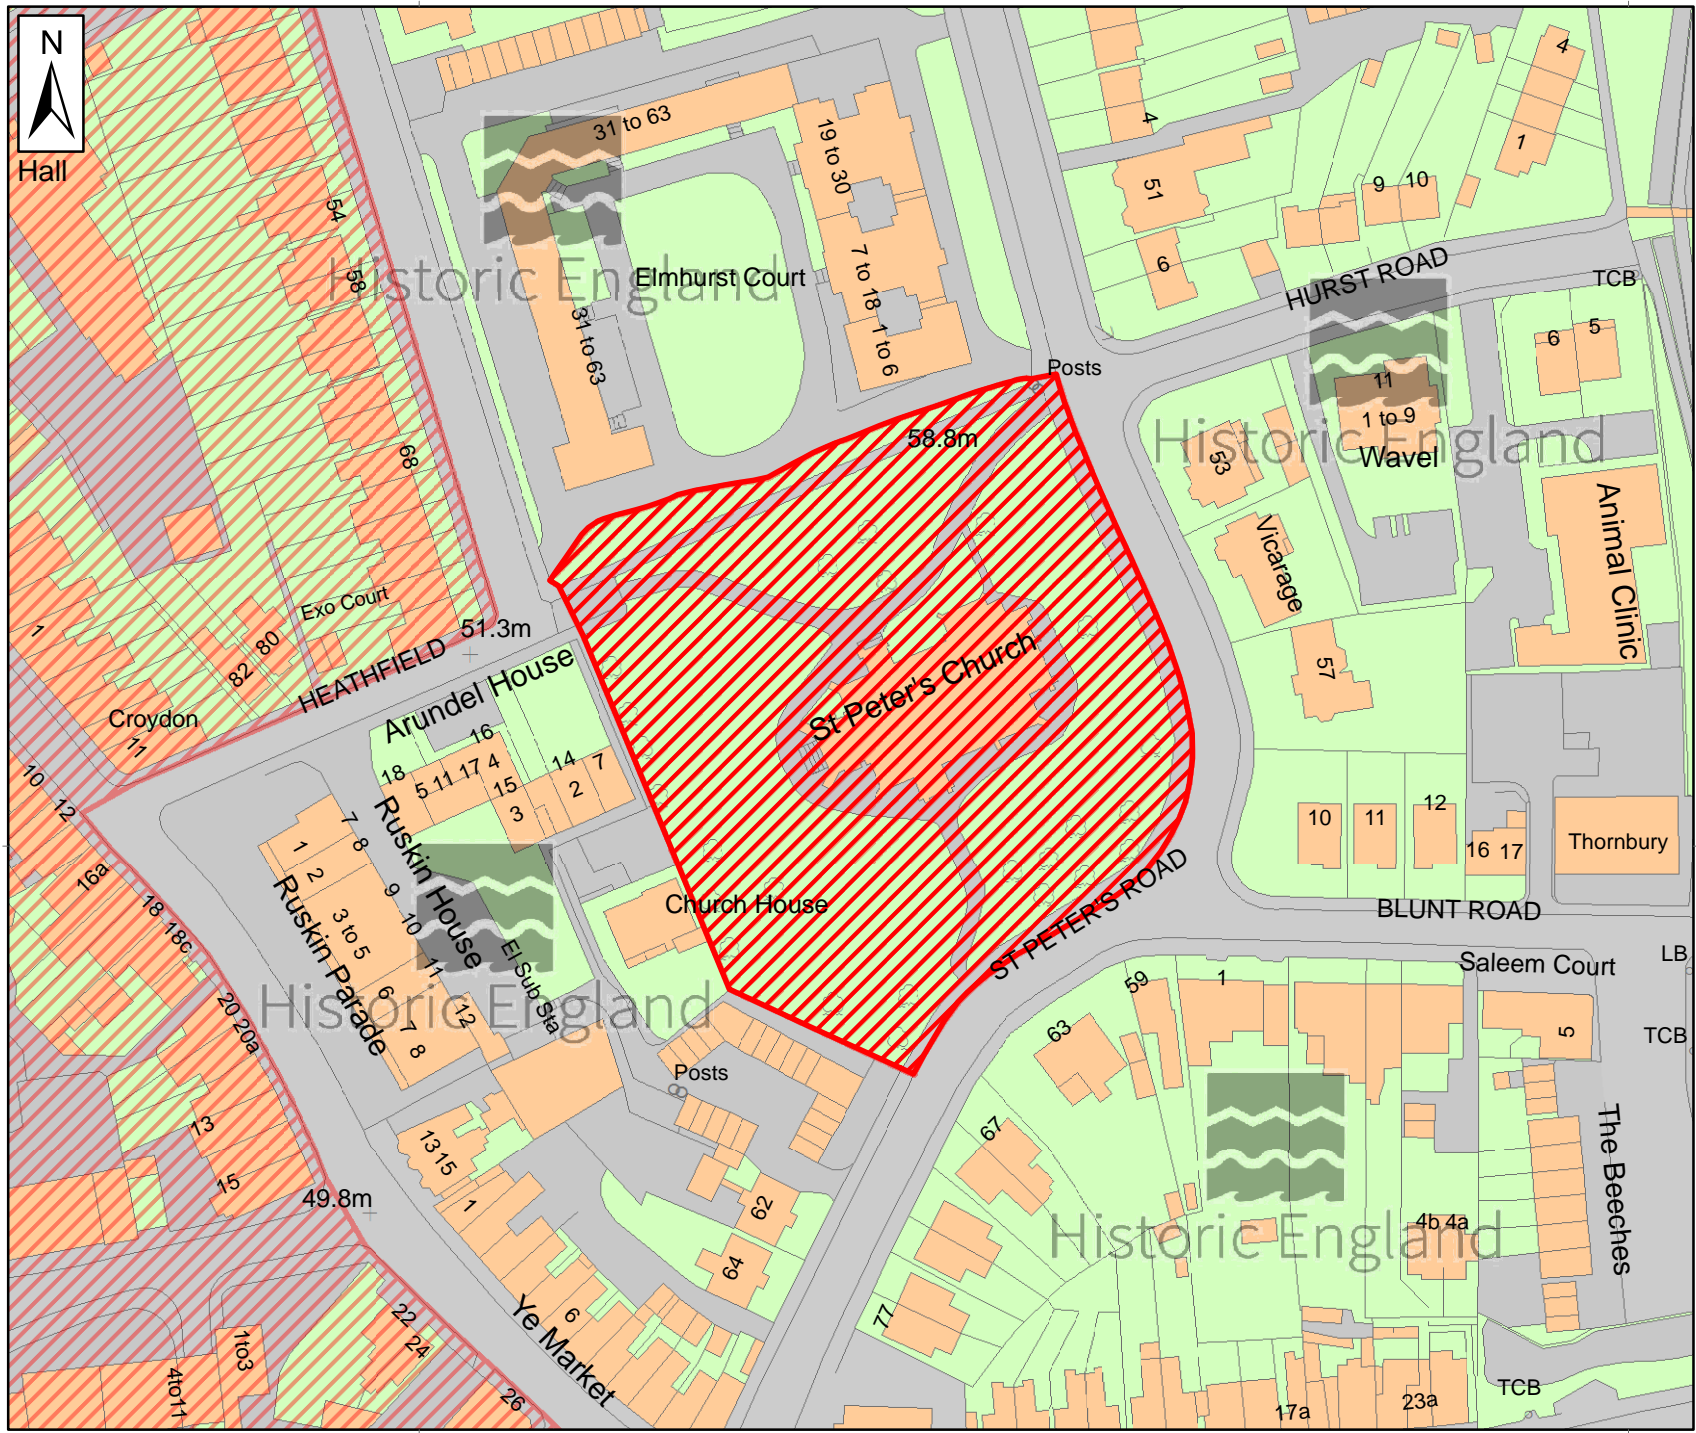 N
Hall
31 to 63
19 to 30
4
4
1
51
9
10
54
6
58
Elmhurst Court
7 to 18
HURST ROAD
TCB
Historic England
31 to 63
1 to 6
6
5
Posts
11
1 to 9
58.8m
Historic England
68
53
Wavel
Animal Clinic
Vicarage
Exo Court
1
80
51.3m
82
HEATHFIELD
Arundel House
St Peter's Church
57
Croydon
11
16
10
12
18
5 11 17 4
14
7
15
2
3
7
8
Ruskin House
10
11
12
1
2
16 17
Thornbury
16a
9
10
Ruskin Parade
3 to 5
18
18c
Church House
ST PETER'S ROAD
BLUNT ROAD
El Sub Sta
11
LB
Saleem Court
59
1
6
7
8
12
Historic England
20 20a
63
5
TCB
Posts
13
13 15
67
The Beeches
15
49.8m
1
62
4b 4a
Historic England
64
22
24
6
77
Ye Market
1to3
4to11
26
TCB
17a
23a